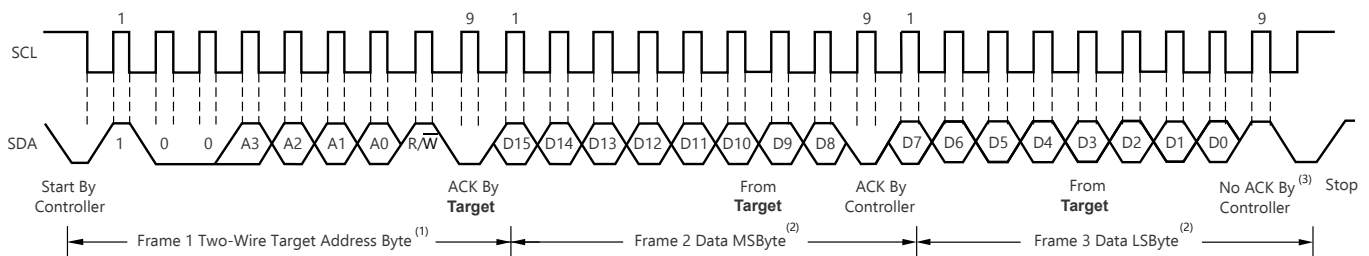 1 9 1 9 1 9
SCL
SDA 1 0 0 A3 A2 A1 A0 R/W D15 D14 D13 D12 D11 D10 D9 D8 D7 D6 D5 D4 D3 D2 D1 D0
Start By
Controller
ACK By
Target
From
Target
ACK By
Controller
From
Target
No ACK By (3)
Controller
Stop
Frame 1 Two-Wire Target Address Byte (1)
Frame 2 Data MSByte (2)
Frame 3 Data LSByte (2)